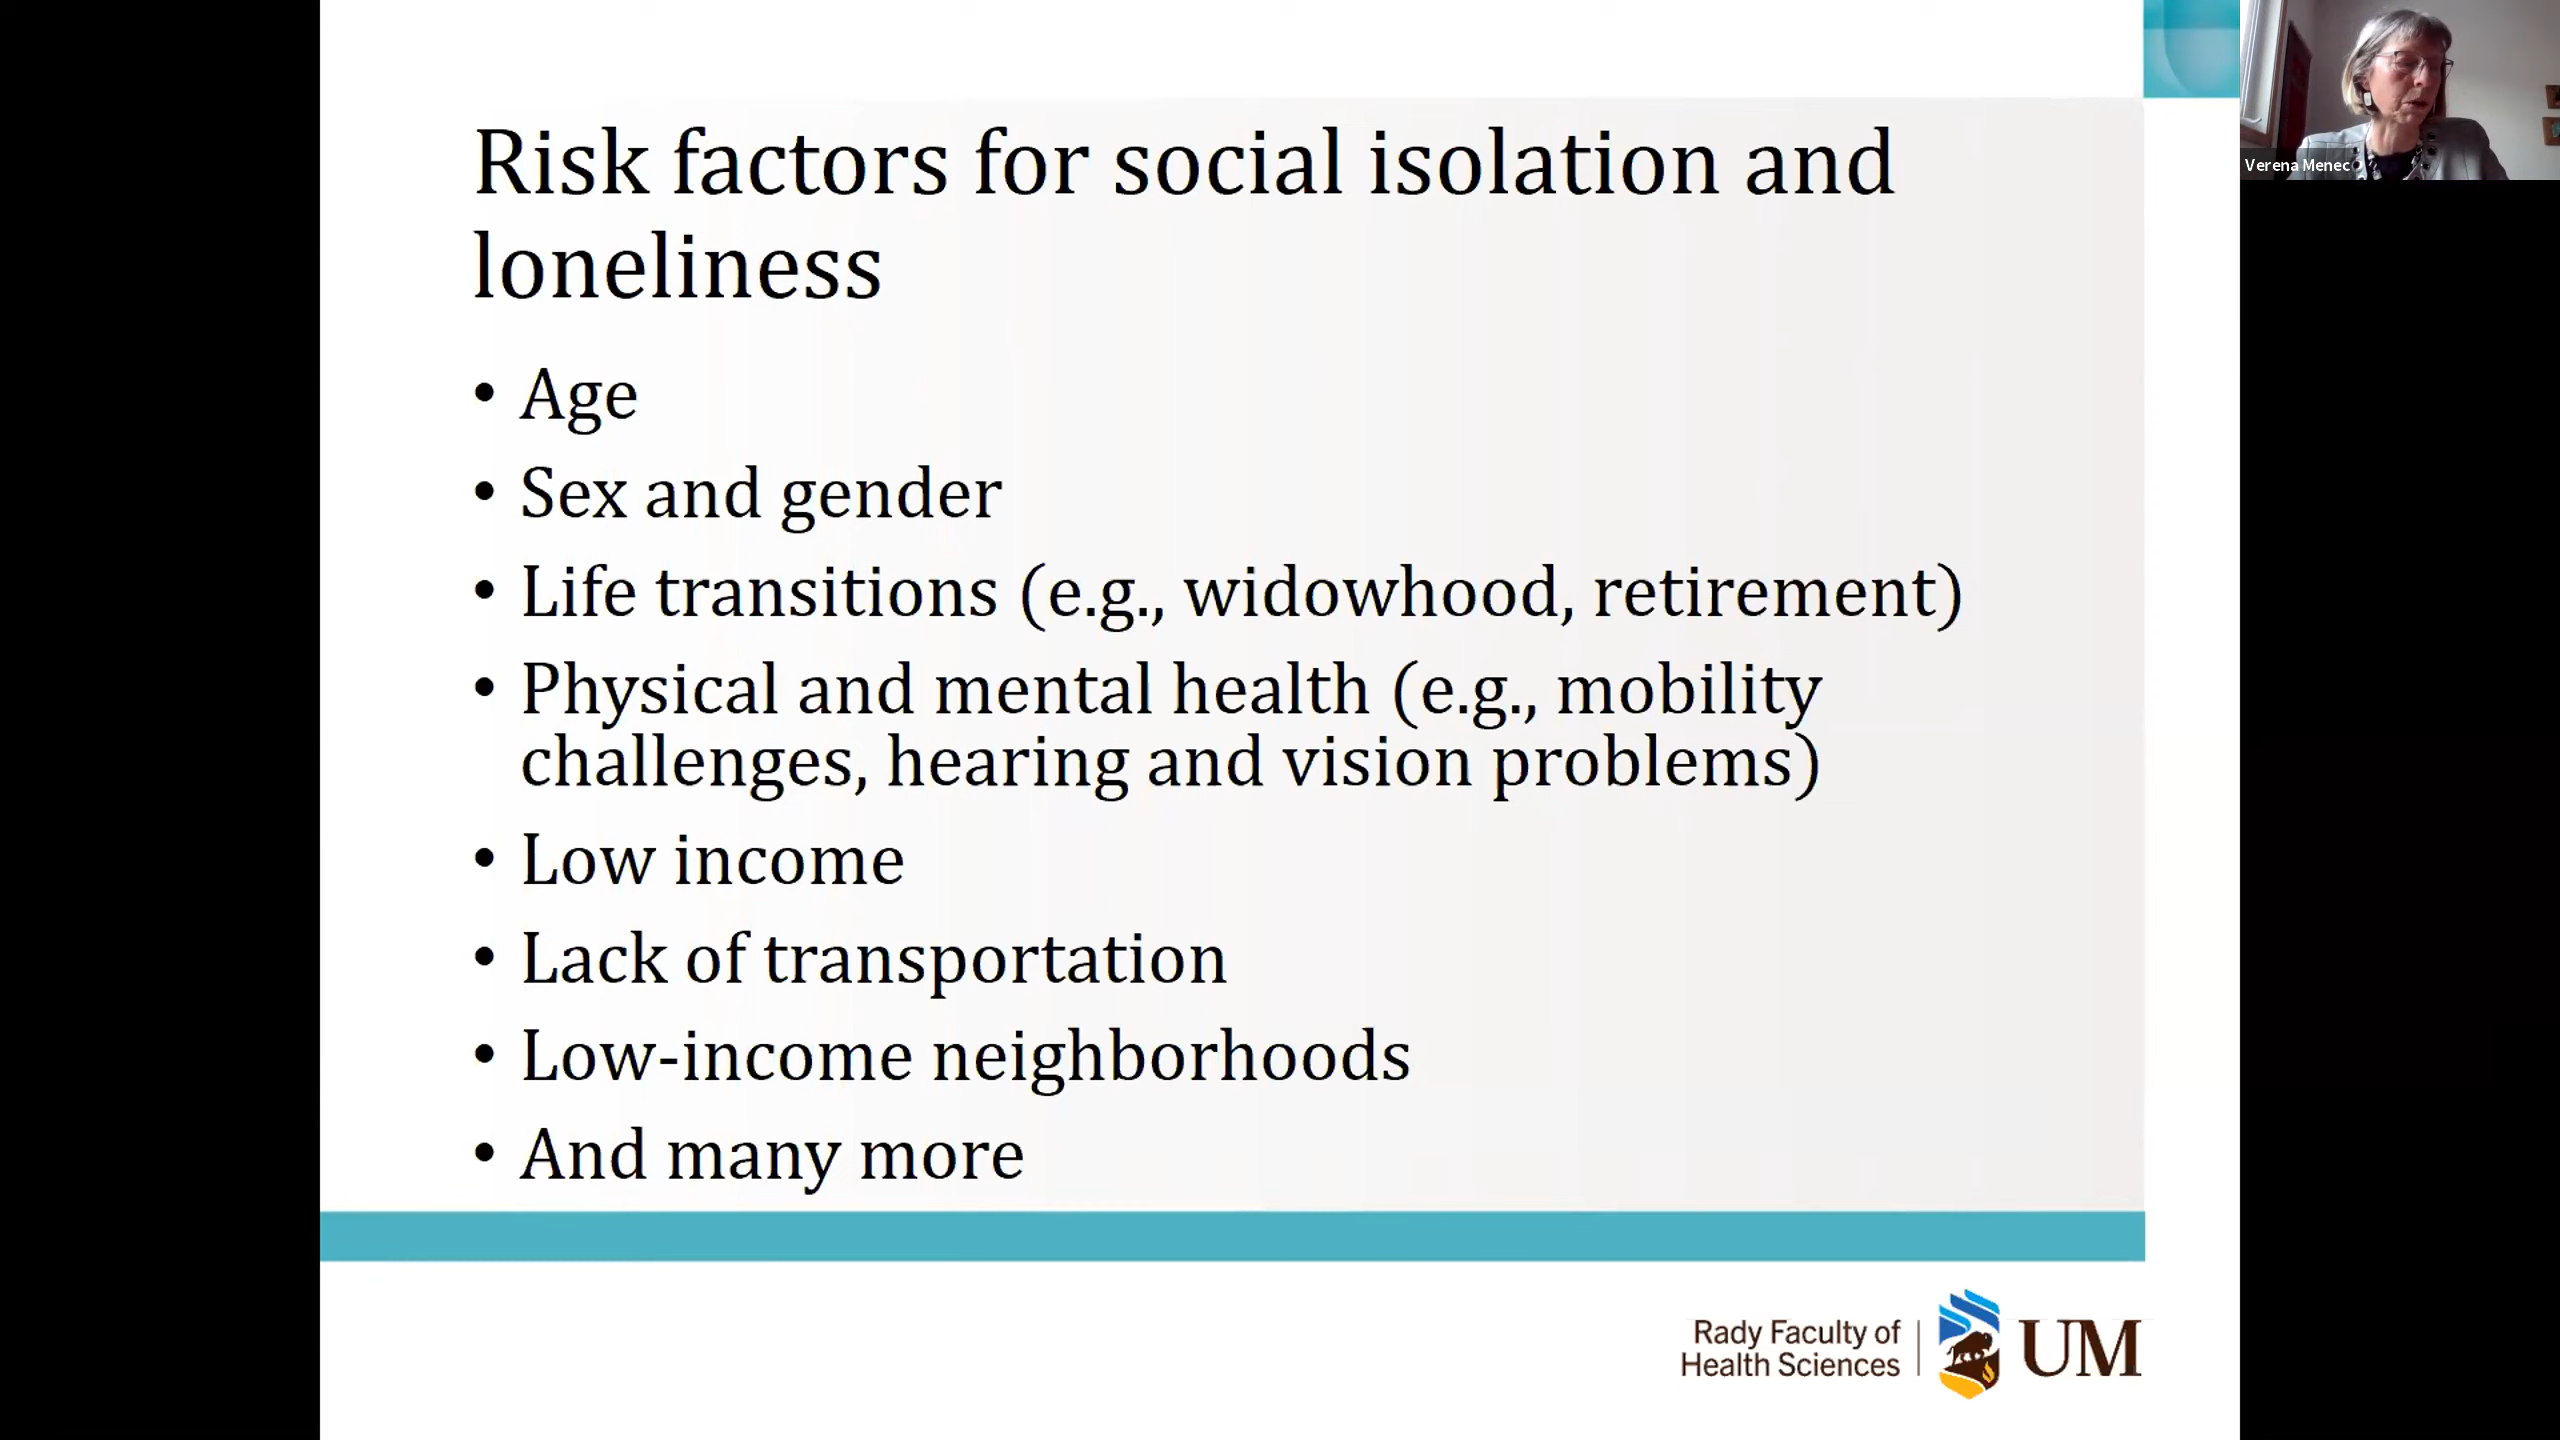 Risk factors for social isolation and
loneliness
• Age
• Sex and gender
• Life transitions (e.g., widowhood, retirement)
• Physical and mental health (e.g., mobility
challenges, hearing and vision problems)
• Low income
• Lack of transportation
• Low-income neighborhoods
• And many more
Verena Menec
Rady Faculty of
Health Sciences
UM